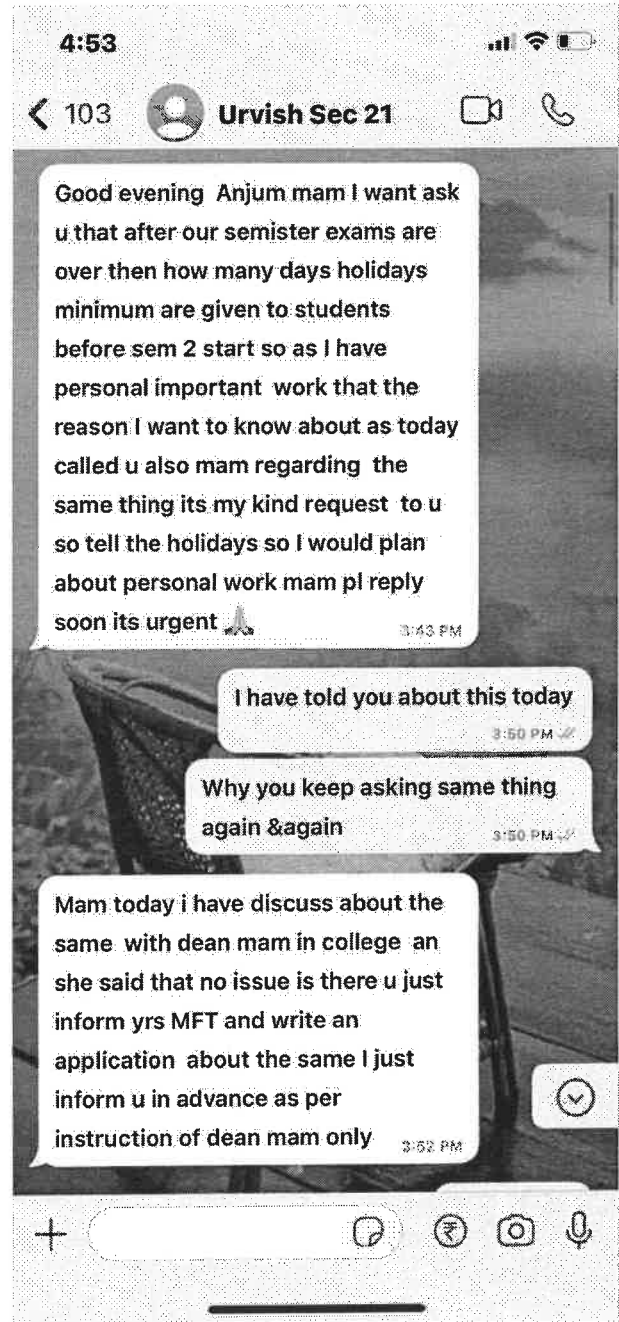 4:53
103 Urvish Sec 21
Good evening Anjum mam I want ask
u that after our semister exams are
over then how many days holidays
minimum are given to students
before sem 2 start so as I have
personal important work that the
reason I want to know about as today
called u also mam regarding the
same thing its my kind request to u
so tell the holidays so I would plan
about personal work mam pl reply
soon its urgent 🙏 3:43 PM
I have told you about this today
3:50 PM
Why you keep asking same thing
again &again 3:50 PM
Mam today i have discuss about the
same with dean mam in college an
she said that no issue is there u just
inform yrs MFT and write an
application about the same I just
inform u in advance as per
instruction of dean mam only 3:52 PM